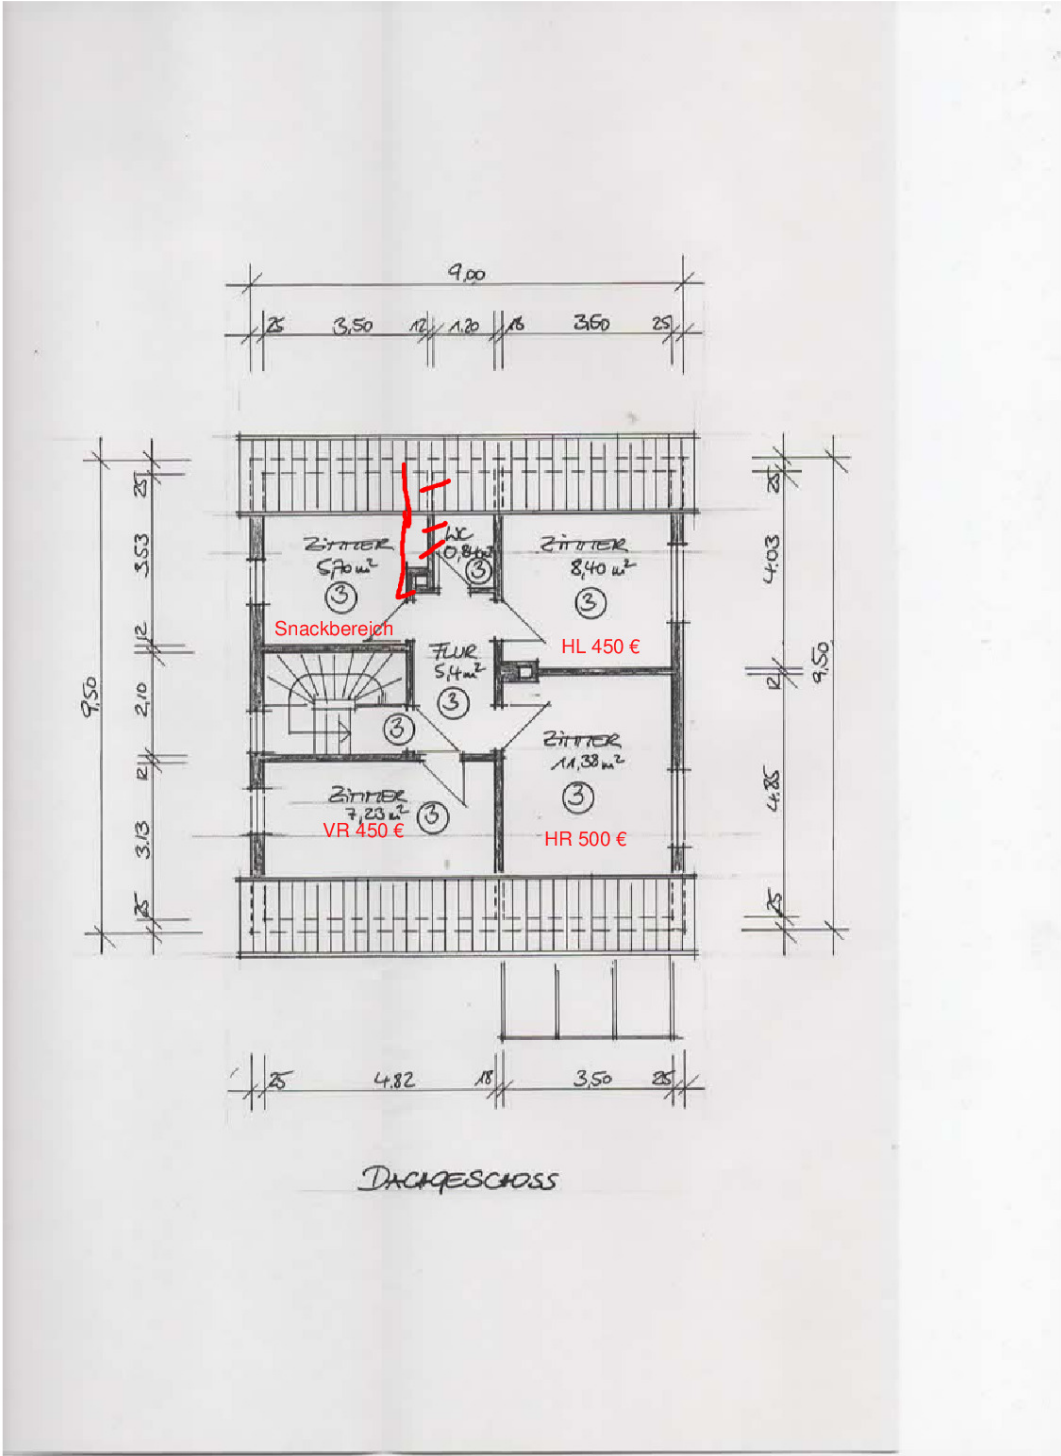 9,00
25 3,50 12 1.20 18 3,60 25
25
3.53
12
2,10
12
3.13
25
9,50
25
4.03
12
4.85
25
9,50
ZIMMER
5,70 m²
3
Snackbereich
WC
3
ZIMMER
8,40 m²
3
HL 450 €
FLUR
5,4 m²
3
3
ZIMMER
11,38 m²
3
HR 500 €
ZIMMER
7,23 m²
3
VR 450 €
25 4.82 18 3,50 25
DACHGESCHOSS